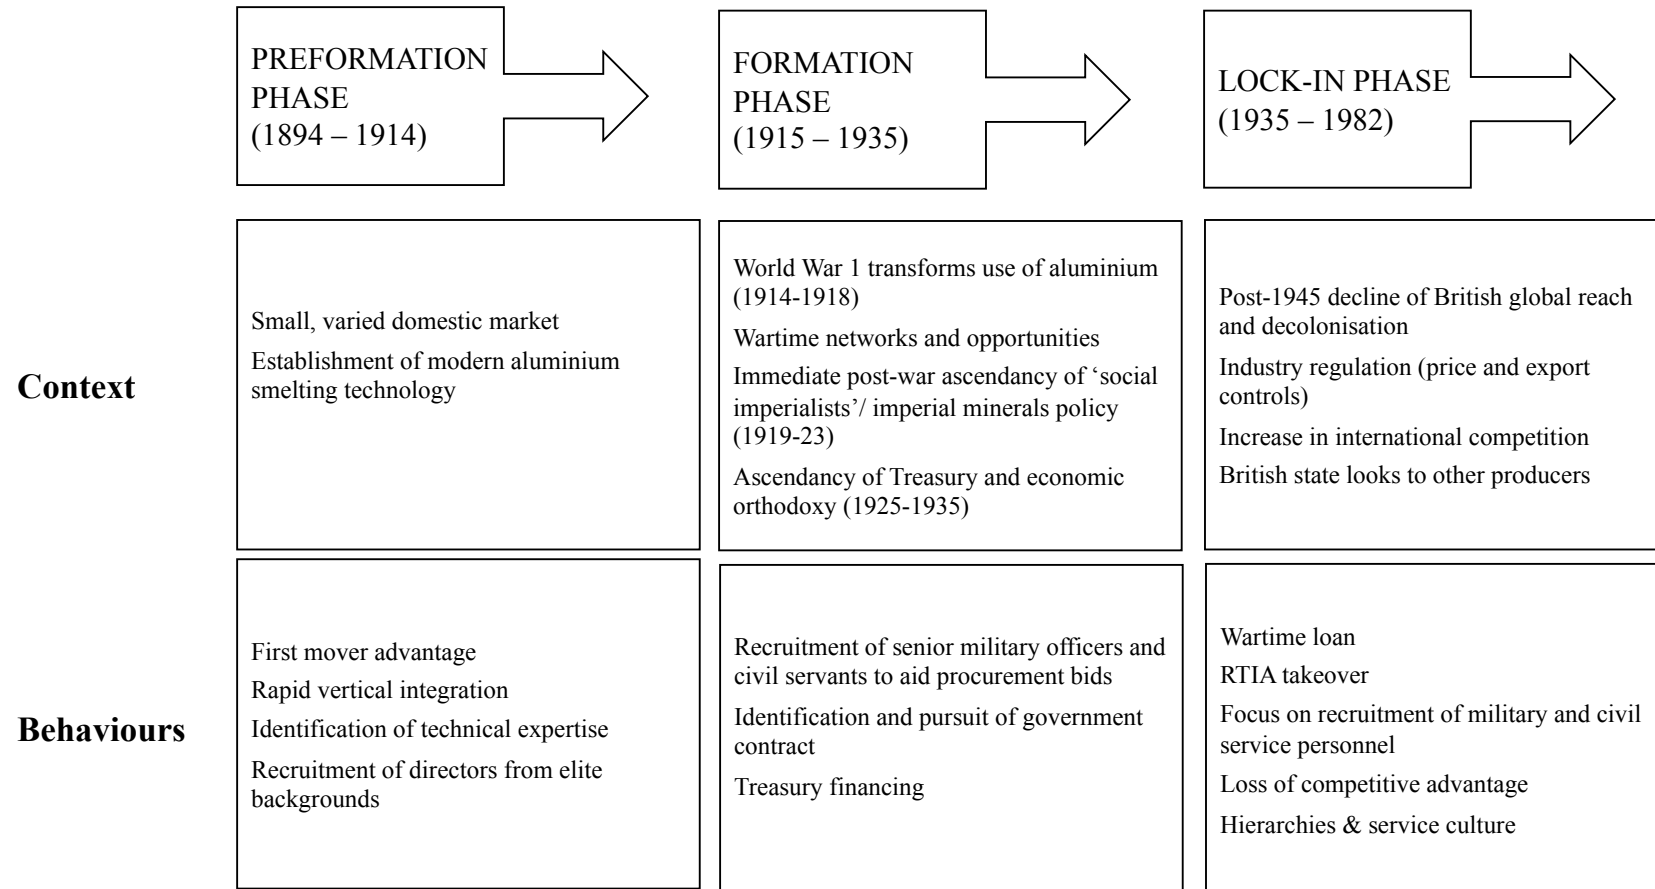 PREFORMATION
PHASE
(1894 – 1914)
FORMATION
PHASE
(1915 – 1935)
LOCK-IN PHASE
(1935 – 1982)
Context
Small, varied domestic market
Establishment of modern aluminium
smelting technology
World War 1 transforms use of aluminium
(1914-1918)
Wartime networks and opportunities
Immediate post-war ascendancy of ‘social
imperialists’/ imperial minerals policy
(1919-23)
Ascendancy of Treasury and economic
orthodoxy (1925-1935)
Post-1945 decline of British global reach
and decolonisation
Industry regulation (price and export
controls)
Increase in international competition
British state looks to other producers
Behaviours
First mover advantage
Rapid vertical integration
Identification of technical expertise
Recruitment of directors from elite
backgrounds
Recruitment of senior military officers and
civil servants to aid procurement bids
Identification and pursuit of government
contract
Treasury financing
Wartime loan
RTIA takeover
Focus on recruitment of military and civil
service personnel
Loss of competitive advantage
Hierarchies & service culture